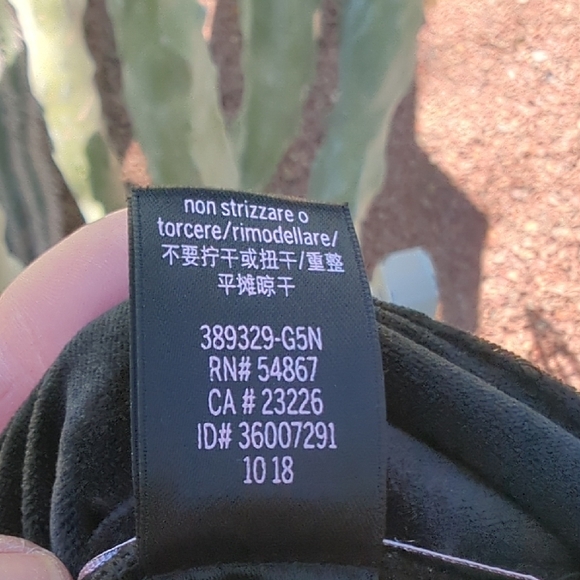 non strizzare o
torcere/rimodellare/
不要拧干或扭干/重整
平摊晾干
389329-G5N
RN# 54867
CA # 23226
ID# 36007291
10 18